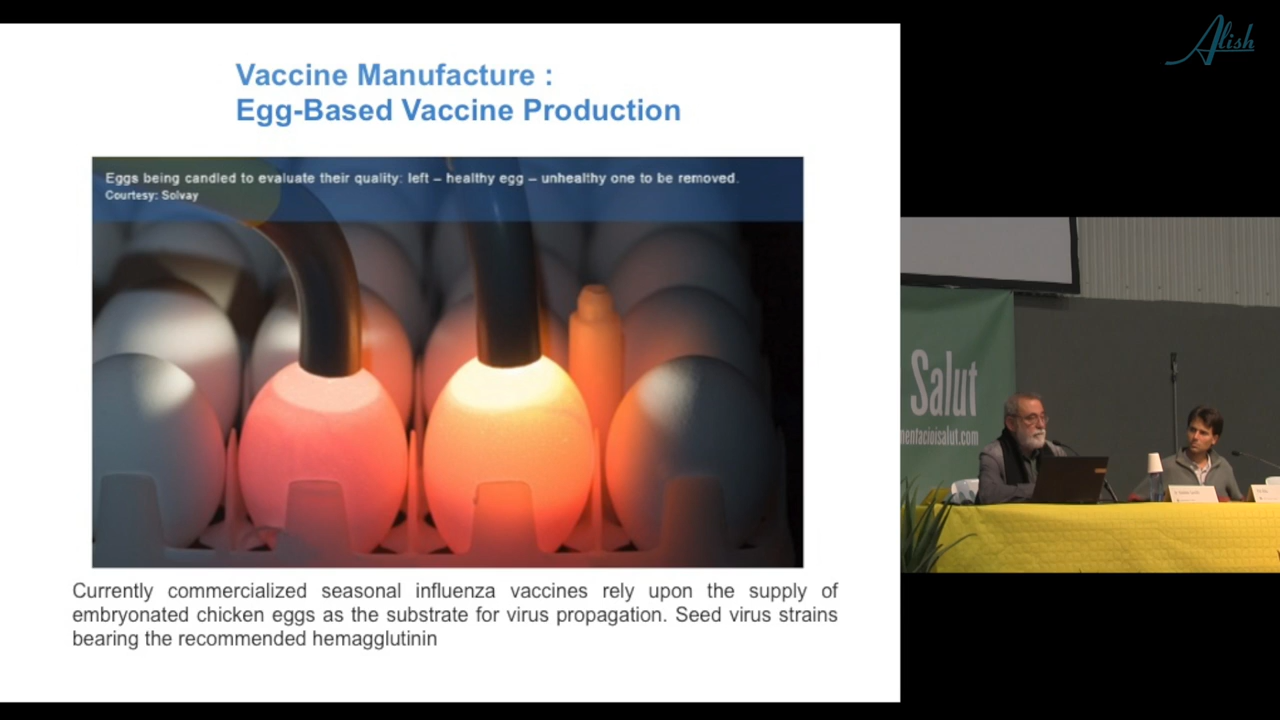 Alish
Vaccine Manufacture :
Egg-Based Vaccine Production
Eggs being candled to evaluate their quality: left – healthy egg – unhealthy one to be removed.
Courtesy: Solvay
Currently commercialized seasonal influenza vaccines rely upon the supply of
embryonated chicken eggs as the substrate for virus propagation. Seed virus strains
bearing the recommended hemagglutinin
Salut
mentacioisalut.com